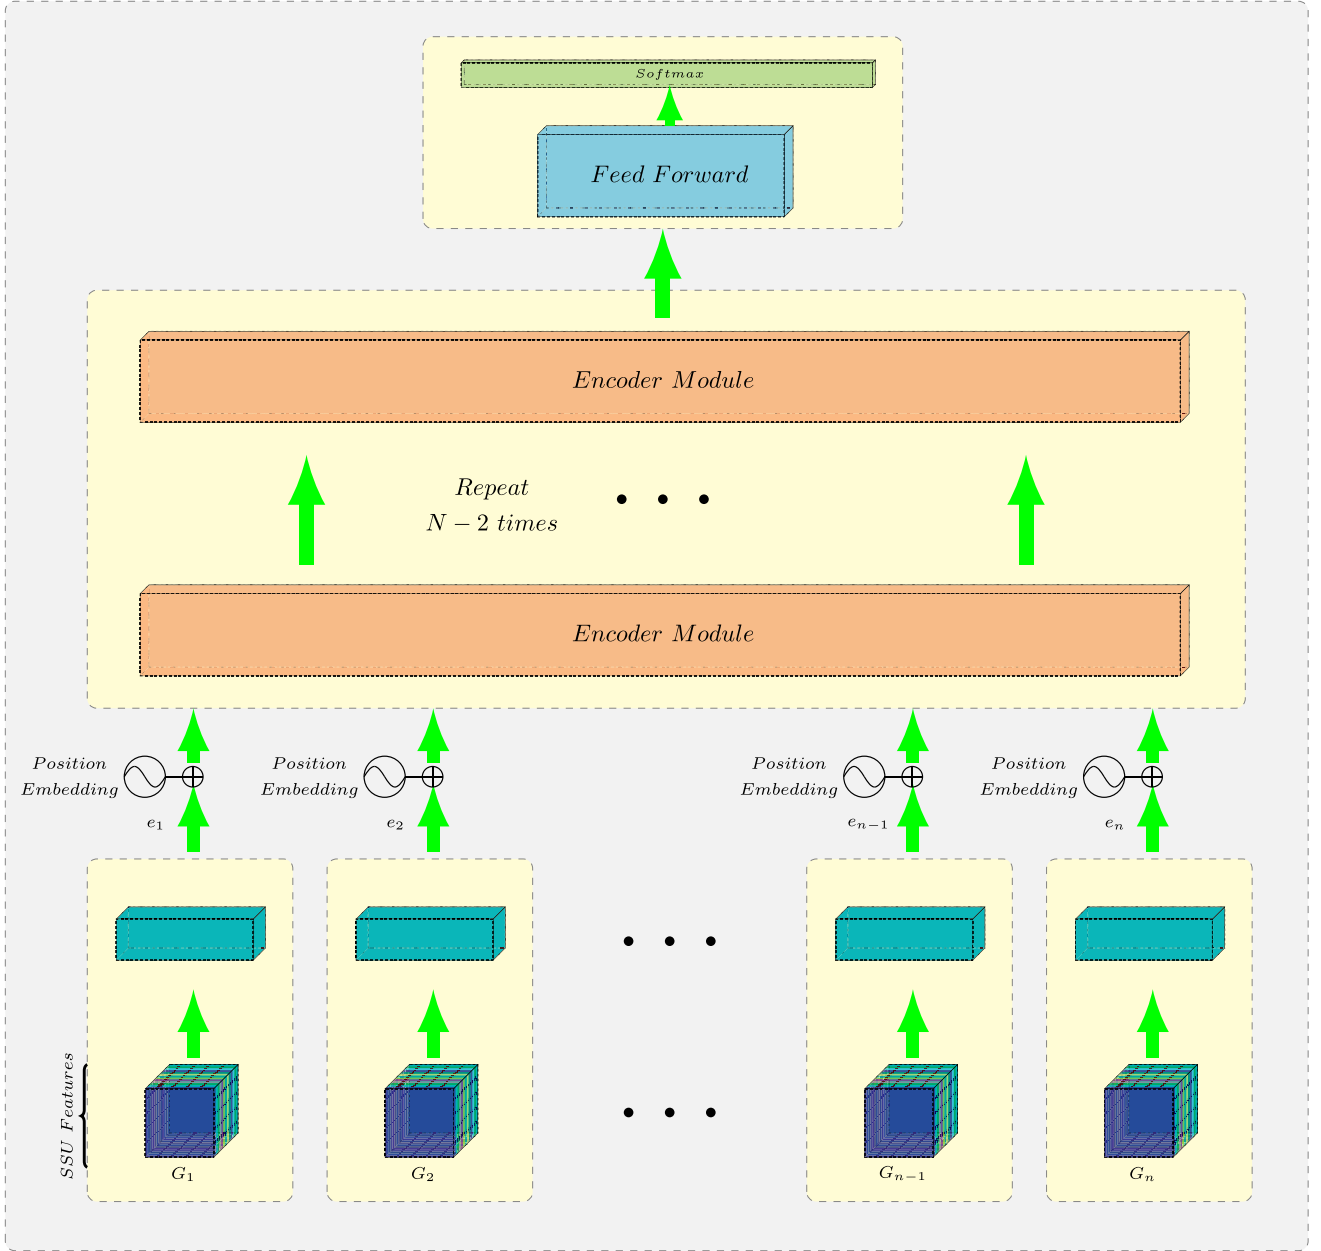 Softmax
Feed Forward
Encoder Module
Repeat
N − 2 times
Encoder Module
Position
Embedding
Position
Embedding
Position
Embedding
Position
Embedding
e₁
e₂
eₙ₋₁
eₙ
SSU Features
G₁
G₂
Gₙ₋₁
Gₙ